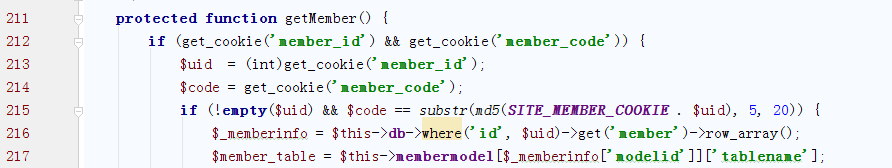 211 protected function getMember() {
212 if (get_cookie('member_id') && get_cookie('member_code')) {
213 $uid = (int)get_cookie('member_id');
214 $code = get_cookie('member_code');
215 if (!empty($uid) && $code == substr(md5(SITE_MEMBER_COOKIE . $uid), 5, 20)) {
216 $_memberinfo = $this->db->where('id', $uid)->get('member')->row_array();
217 $member_table = $this->membermodel[$_memberinfo['modelid']]['tablename'];